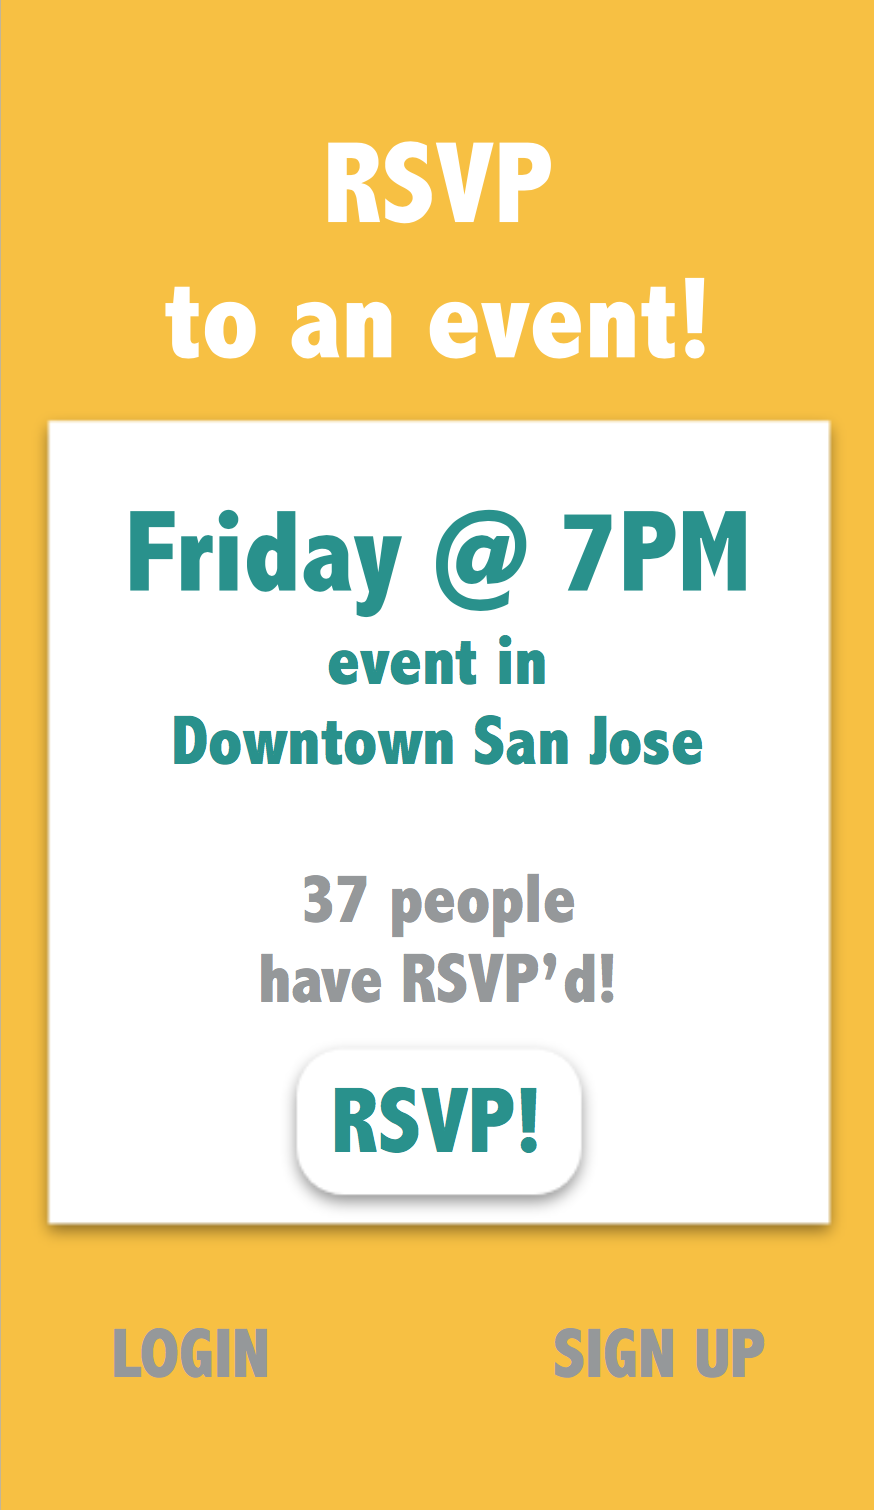 RSVP
to an event!
Friday @ 7PM
event in
Downtown San Jose
37 people
have RSVP’d!
RSVP!
LOGIN
SIGN UP